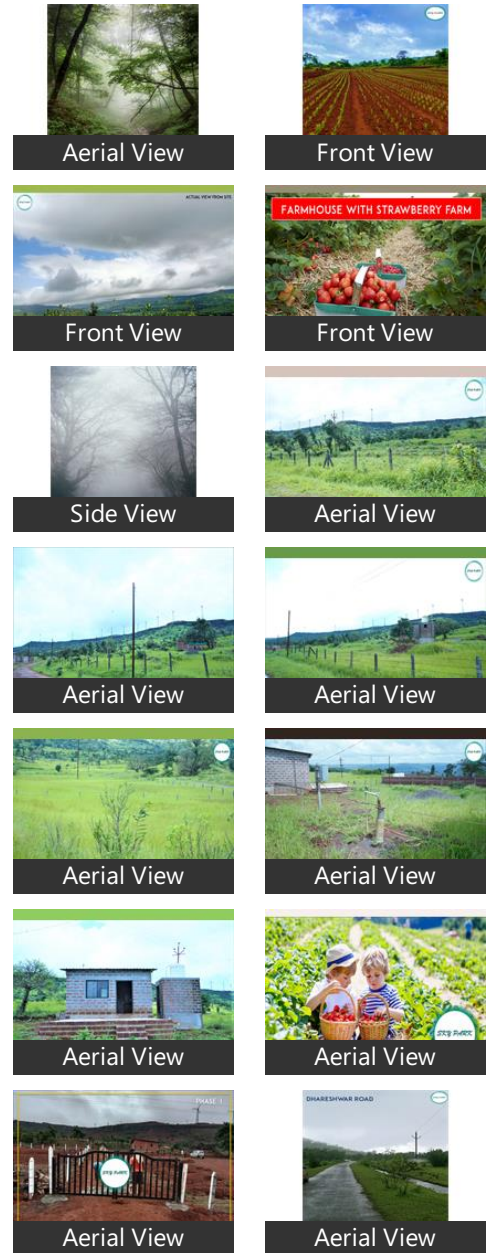 Aerial View
Front View
ACTUAL VIEW FROM SITE
Front View
FARMHOUSE WITH STRAWBERRY FARM
Front View
Side View
Aerial View
Aerial View
Aerial View
Aerial View
Aerial View
Aerial View
SKY PARK
Aerial View
PHASE 1
SKY PARK
Aerial View
DHARESHWAR ROAD
Aerial View